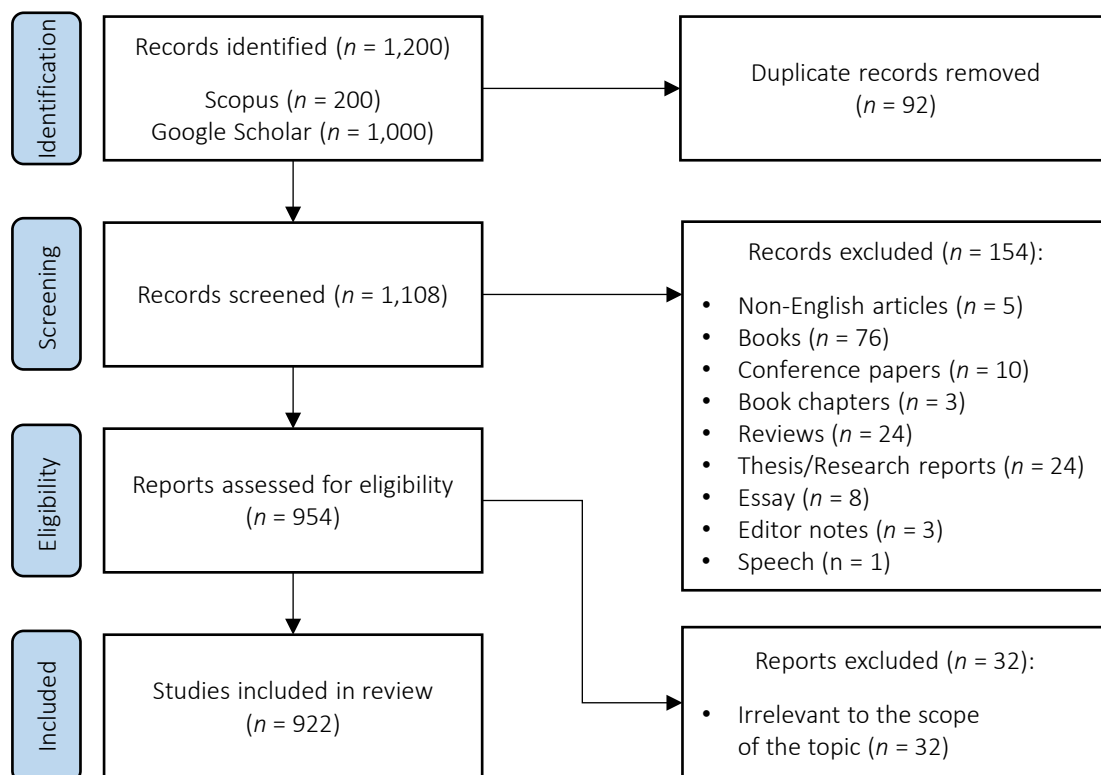 Identification
Records identified (n = 1,200)
Scopus (n = 200)
Google Scholar (n = 1,000)
Duplicate records removed
(n = 92)
Screening
Records screened (n = 1,108)
Records excluded (n = 154):
• Non-English articles (n = 5)
• Books (n = 76)
• Conference papers (n = 10)
• Book chapters (n = 3)
• Reviews (n = 24)
• Thesis/Research reports (n = 24)
• Essay (n = 8)
• Editor notes (n = 3)
• Speech (n = 1)
Eligibility
Reports assessed for eligibility
(n = 954)
Included
Studies included in review
(n = 922)
Reports excluded (n = 32):
• Irrelevant to the scope
of the topic (n = 32)